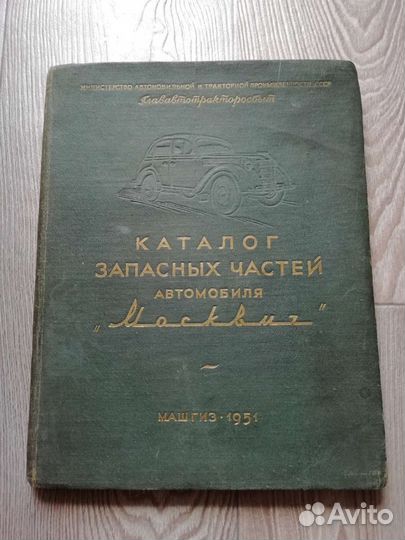 МИНИСТЕРСТВО АВТОМОБИЛЬНОЙ И ТРАКТОРНОЙ ПРОМЫШЛЕННОСТИ СССР
Глававтотракторосбыт
КАТАЛОГ
ЗАПАСНЫХ ЧАСТЕЙ
АВТОМОБИЛЯ
„Москвич"
МАШГИЗ · 1951
Avito